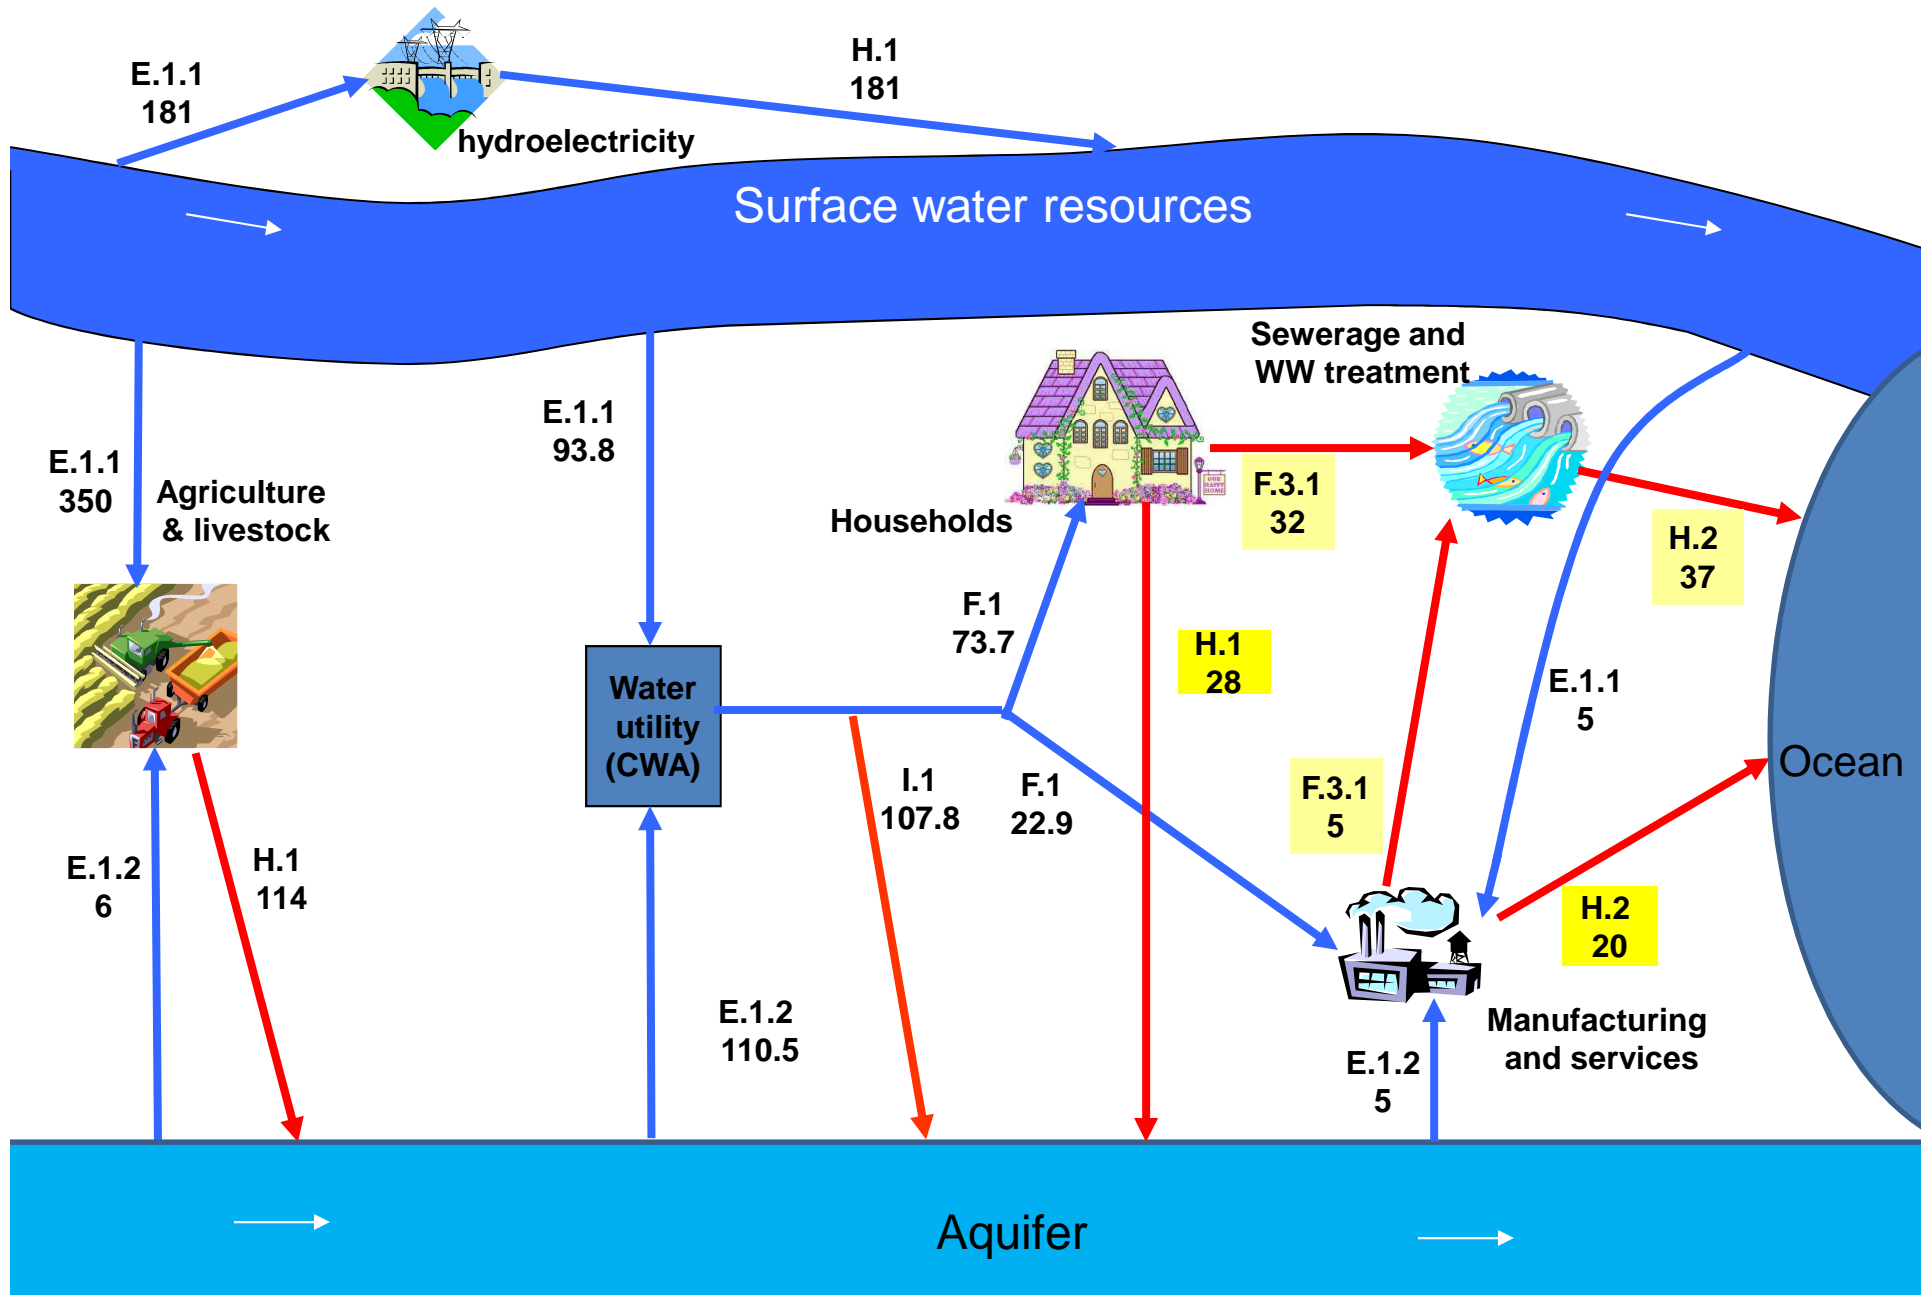 E.1.1
181
H.1
181
hydroelectricity
Surface water resources
E.1.1
350
Agriculture
& livestock
E.1.1
93.8
Households
Sewerage and
WW treatment
OUR
HAPPY
HOME
F.3.1
32
H.2
37
F.1
73.7
H.1
28
E.1.1
5
Water
utility
(CWA)
I.1
107.8
F.1
22.9
F.3.1
5
Ocean
E.1.2
6
H.1
114
H.2
20
E.1.2
110.5
Manufacturing
and services
E.1.2
5
Aquifer